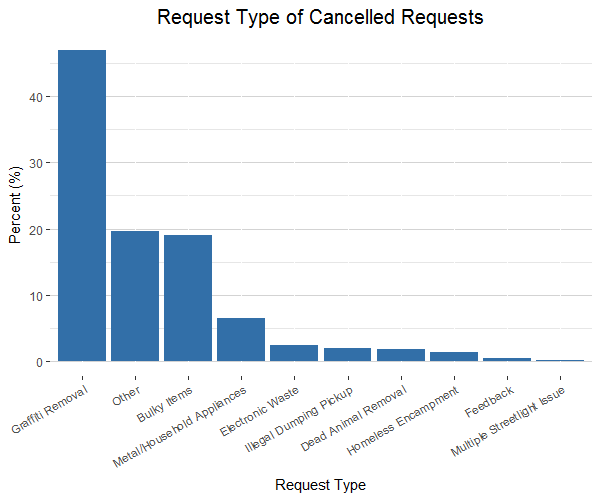 Request Type of Cancelled Requests
Percent (%)
40
30
20
10
0
Graffiti Removal
Other
Bulky Items
Metal/Household Appliances
Electronic Waste
Illegal Dumping Pickup
Dead Animal Removal
Homeless Encampment
Feedback
Multiple Streetlight Issue
Request Type